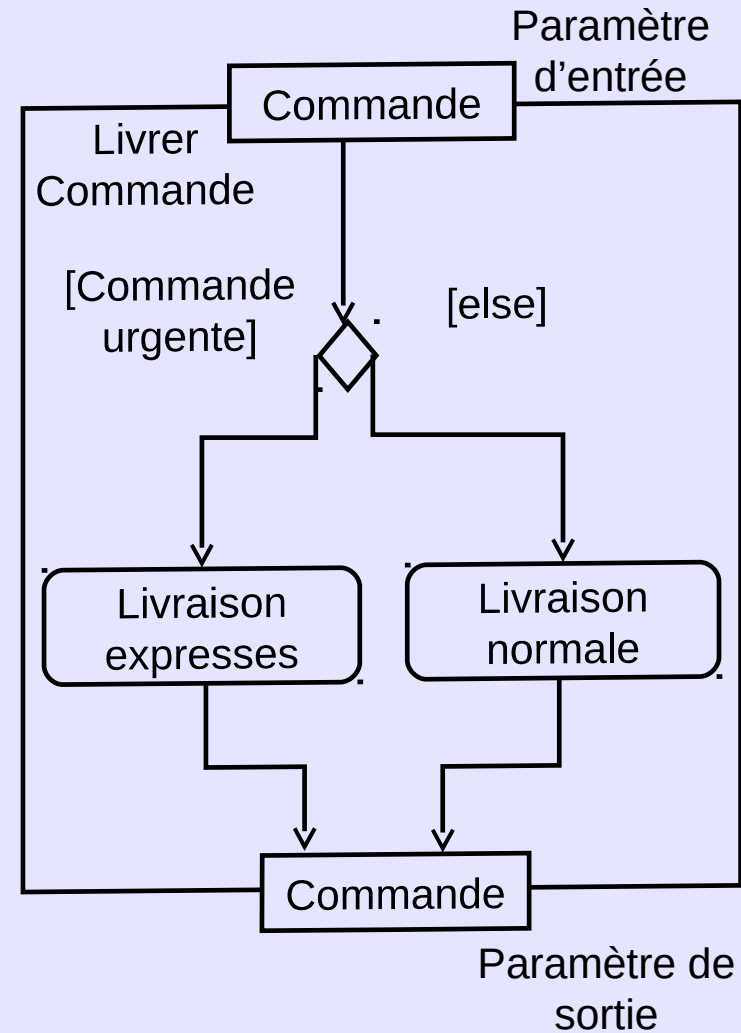 Paramètre
d’entrée
Commande
Livrer
Commande
[Commande
urgente]
[else]
Livraison
expresses
Livraison
normale
Commande
Paramètre de
sortie